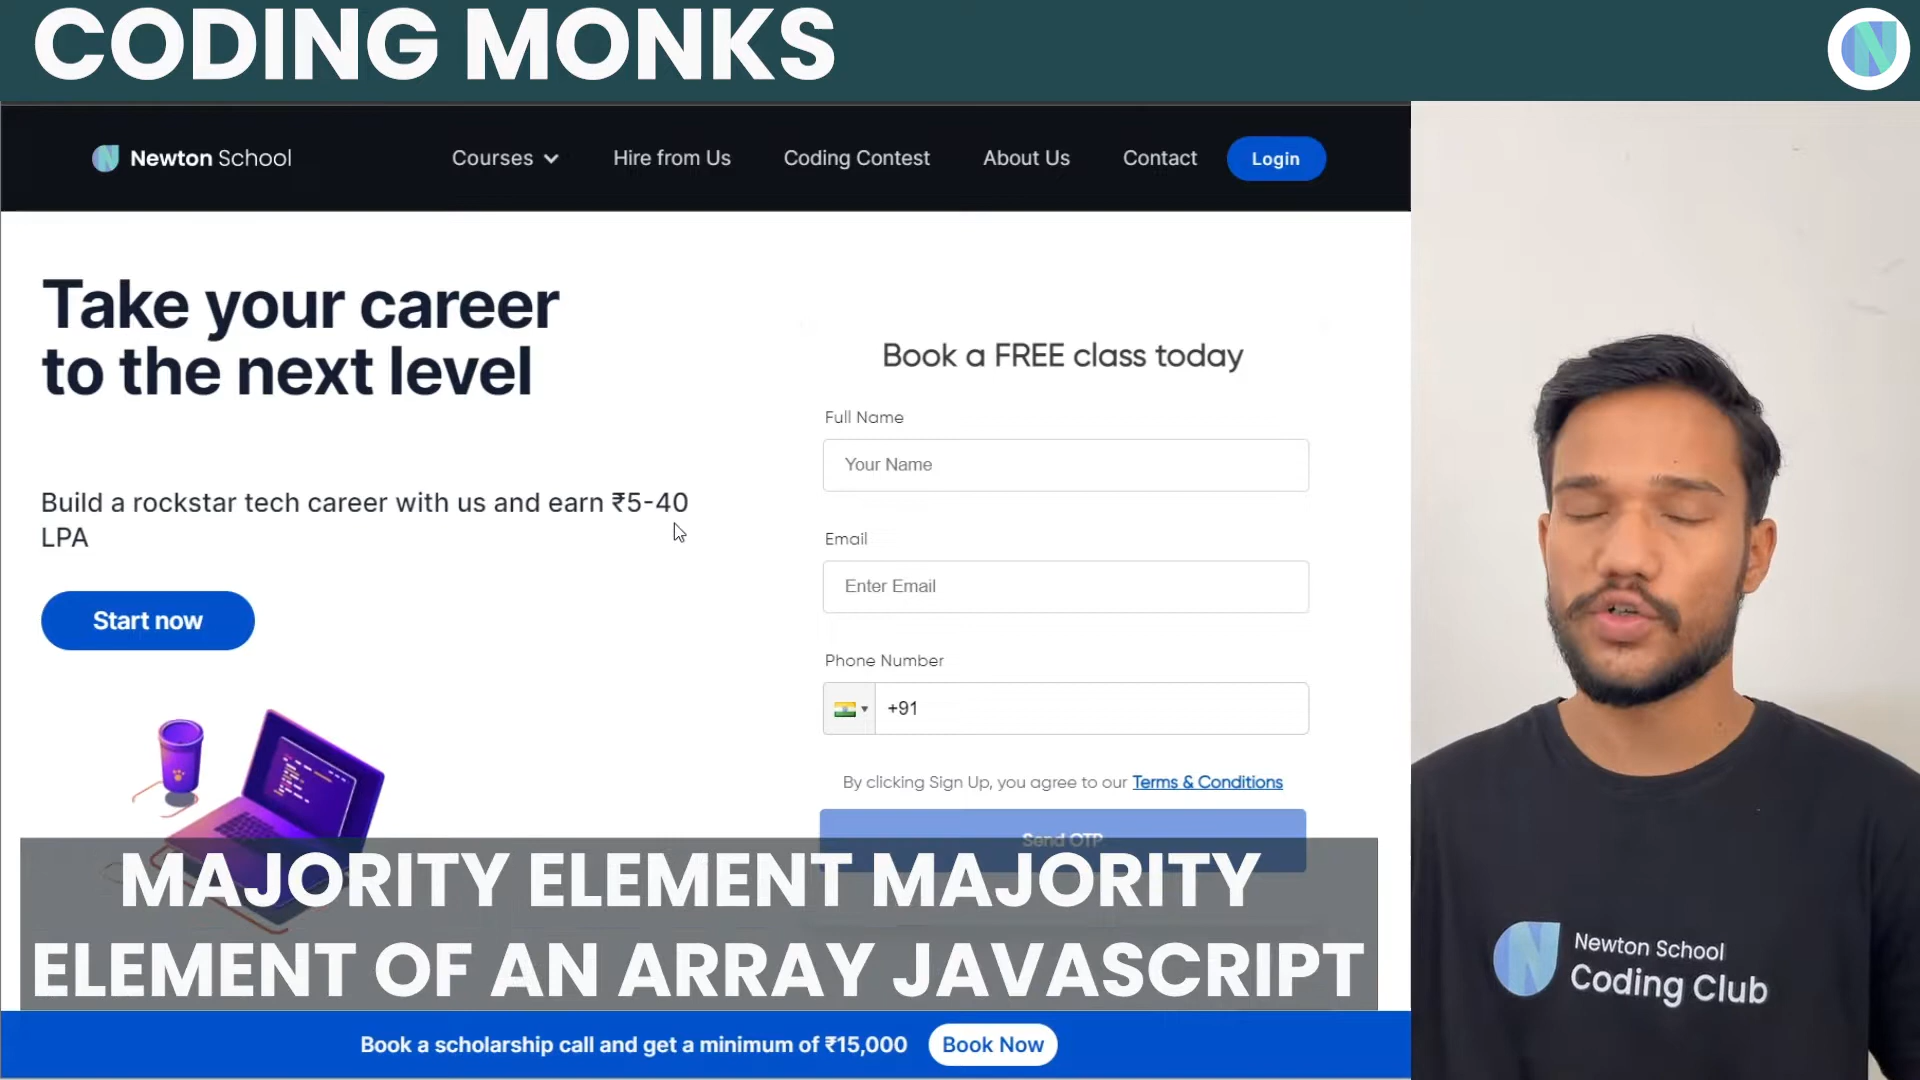 CODING MONKS
Newton School
Courses
Hire from Us
Coding Contest
About Us
Contact
Login
Take your career
to the next level
Build a rockstar tech career with us and earn ₹5-40
LPA
Start now
Book a FREE class today
Full Name
Your Name
Email
Enter Email
Phone Number
+91
By clicking Sign Up, you agree to our Terms & Conditions
Send OTP
MAJORITY ELEMENT MAJORITY
ELEMENT OF AN ARRAY JAVASCRIPT
Book a scholarship call and get a minimum of ₹15,000
Book Now
Newton School
Coding Club